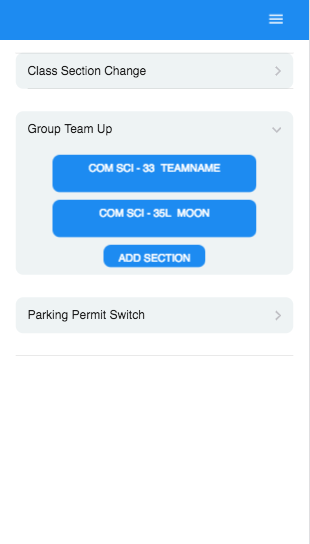 Class Section Change
Group Team Up
COM SCI - 33 TEAMNAME
COM SCI - 35L MOON
ADD SECTION
Parking Permit Switch